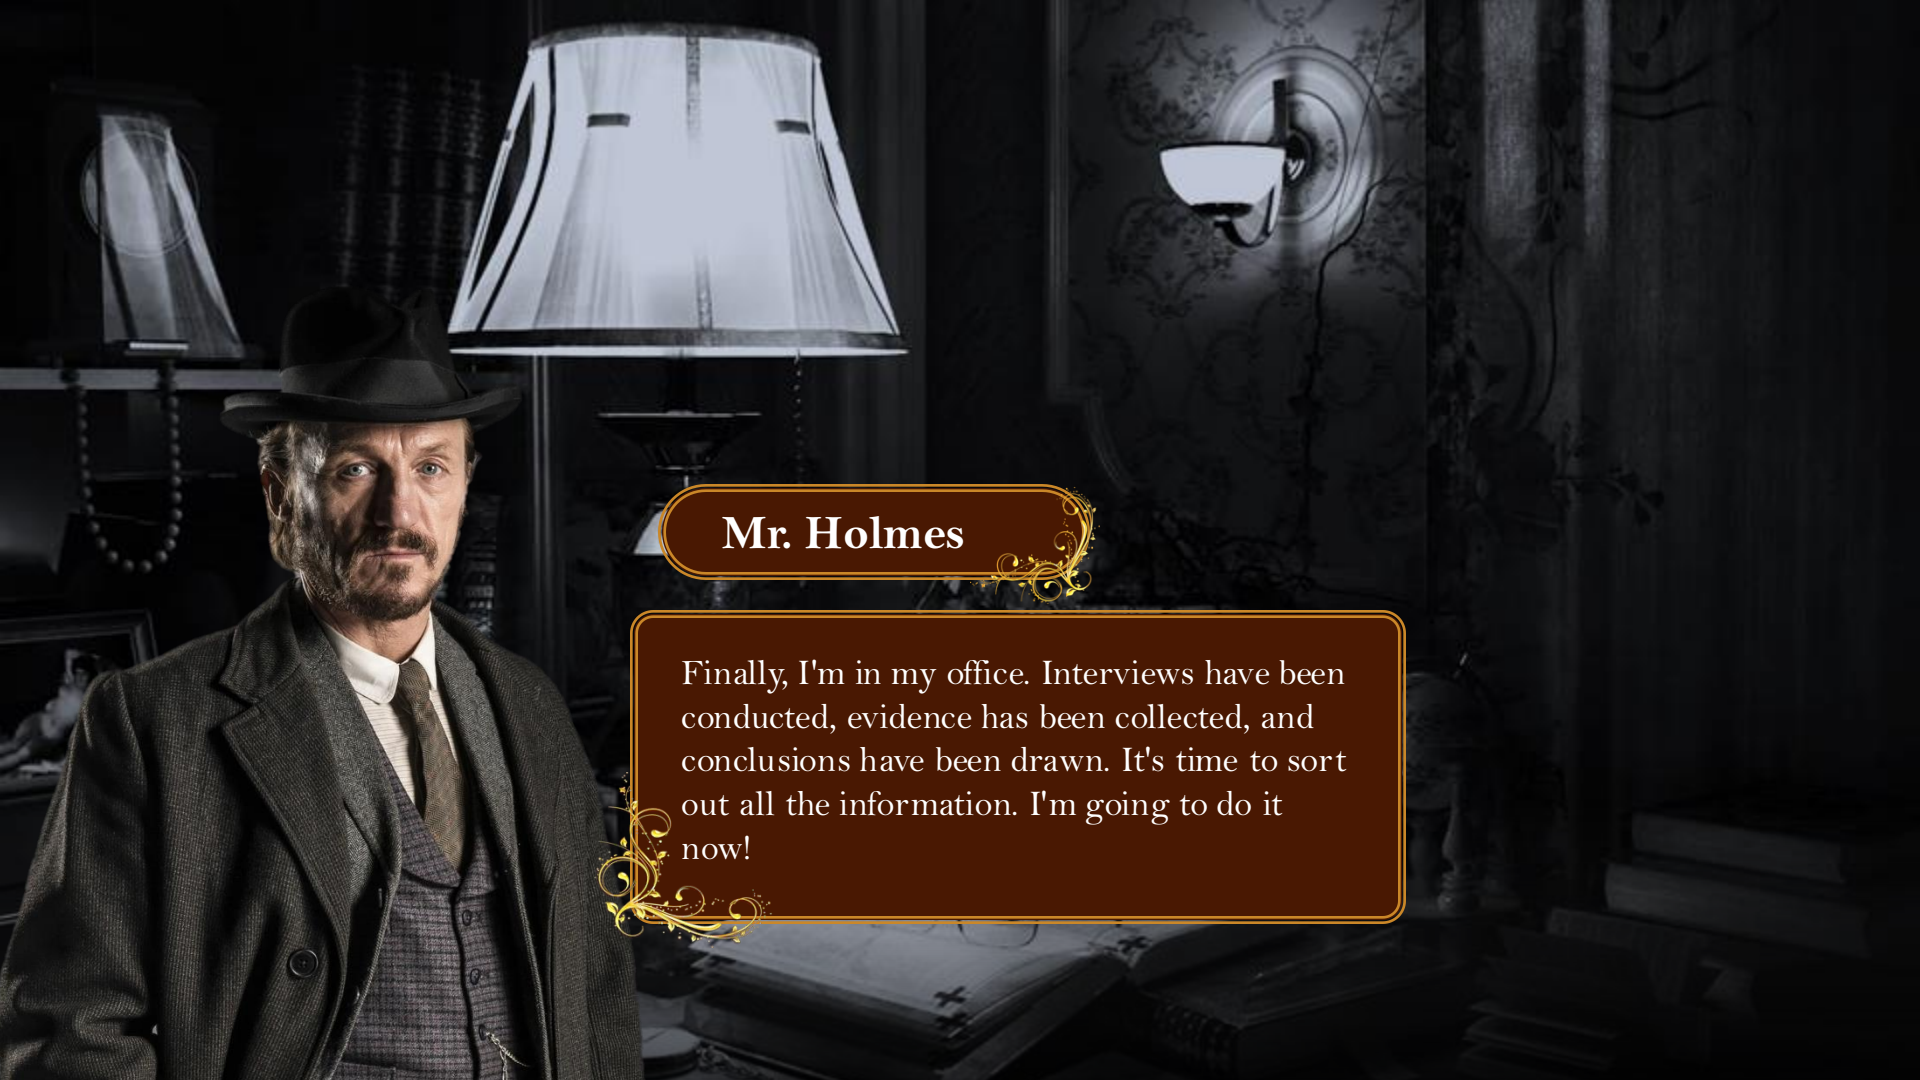 Mr. Holmes
Finally, I'm in my office. Interviews have been
conducted, evidence has been collected, and
conclusions have been drawn. It's time to sort
out all the information. I'm going to do it
now!